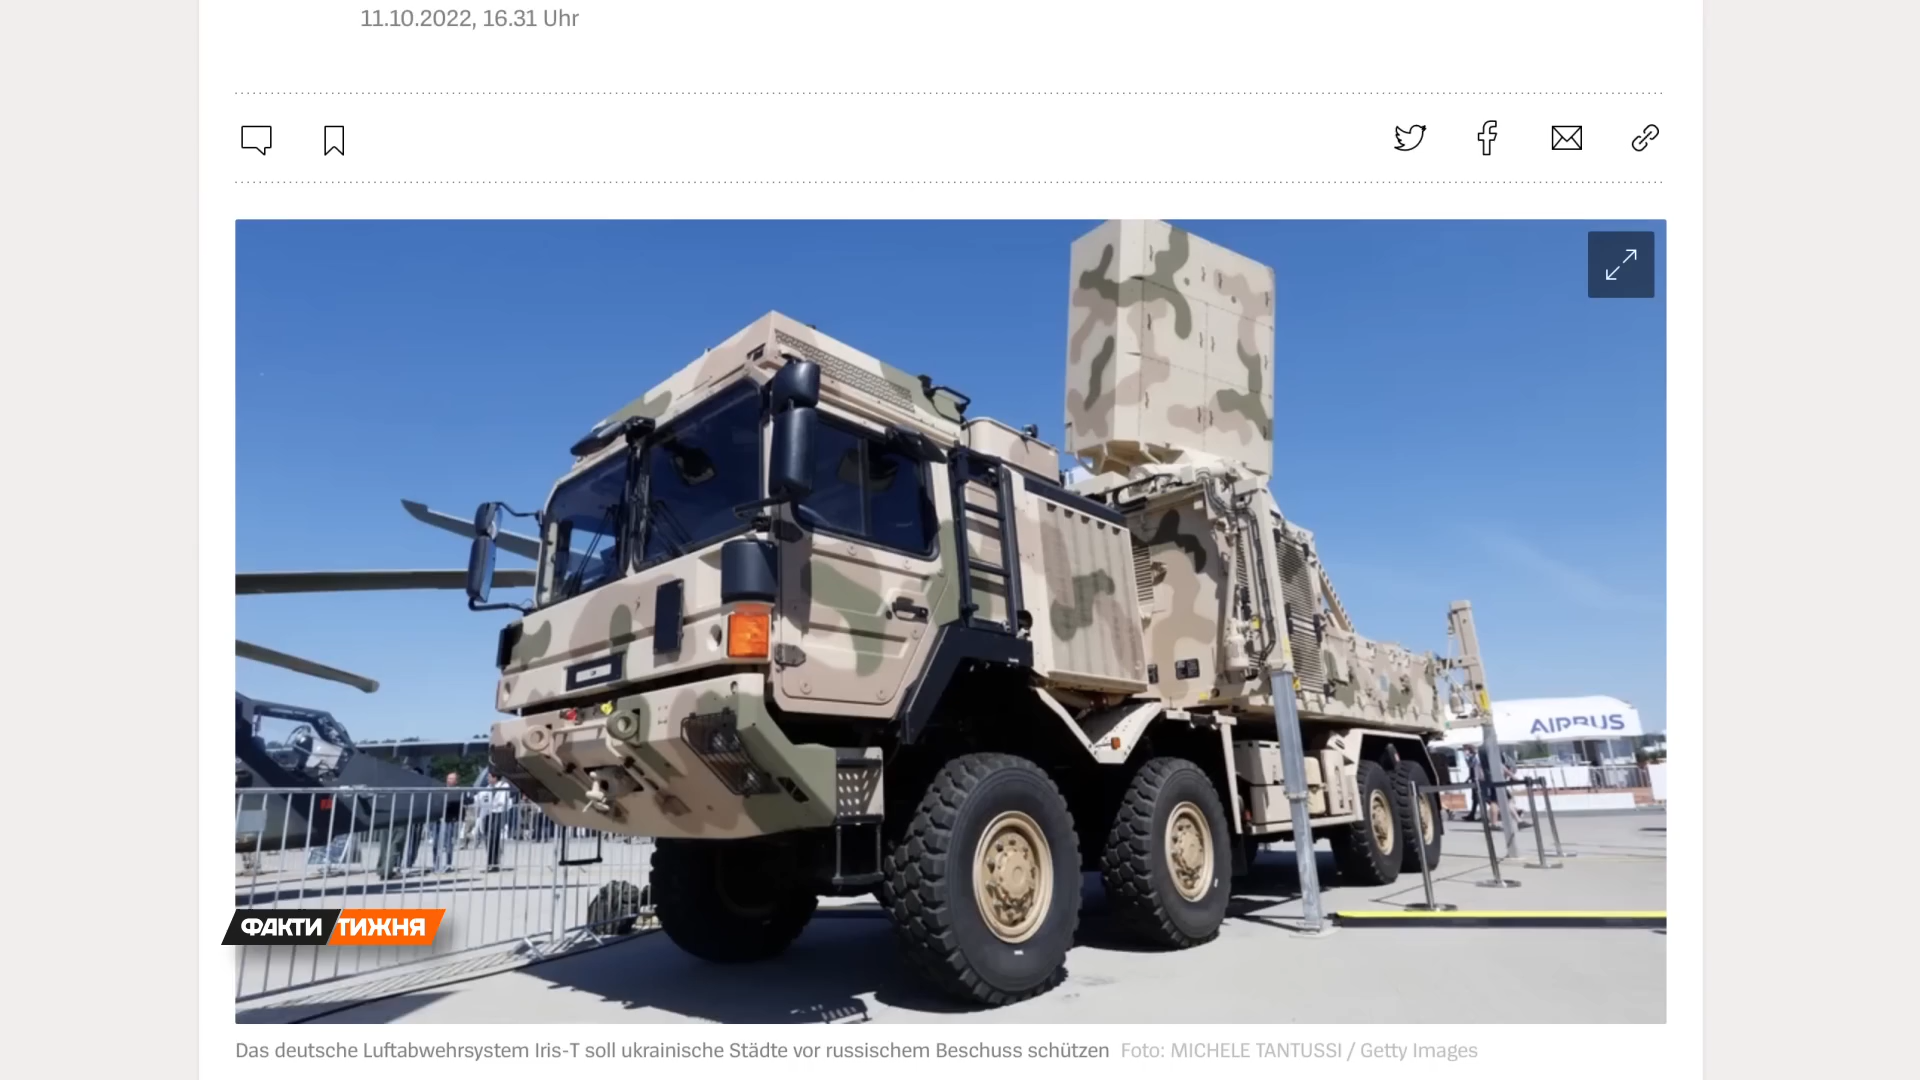 11.10.2022, 16.31 Uhr
AIRBUS
ФАКТИ ТИЖНЯ
Das deutsche Luftabwehrsystem Iris-T soll ukrainische Städte vor russischem Beschuss schützen Foto: MICHELE TANTUSSI / Getty Images